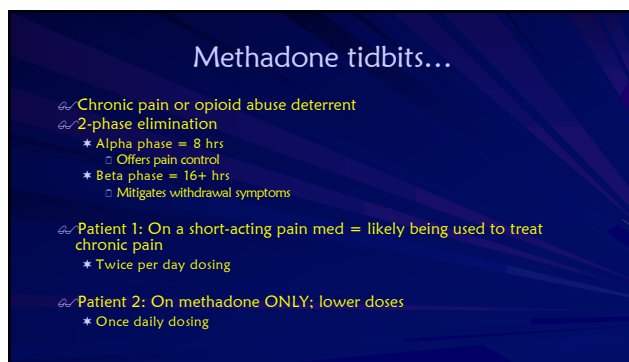 Methadone tidbits…
Chronic pain or opioid abuse deterrent
2-phase elimination
Alpha phase = 8 hrs
Offers pain control
Beta phase = 16+ hrs
Mitigates withdrawal symptoms
Patient 1: On a short-acting pain med = likely being used to treat
chronic pain
Twice per day dosing
Patient 2: On methadone ONLY; lower doses
Once daily dosing